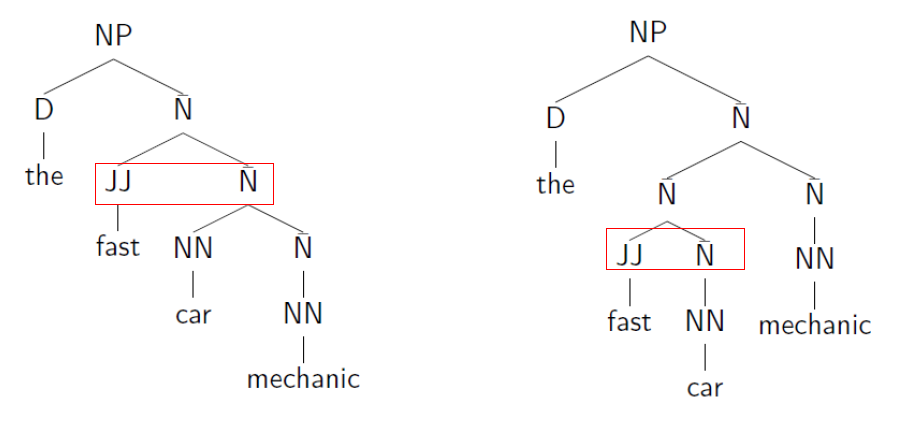 NP
D N̄
the JJ N̄
fast NN N̄
car NN
mechanic
NP
D N̄
the N̄ N̄
JJ N̄ NN
fast NN mechanic
car